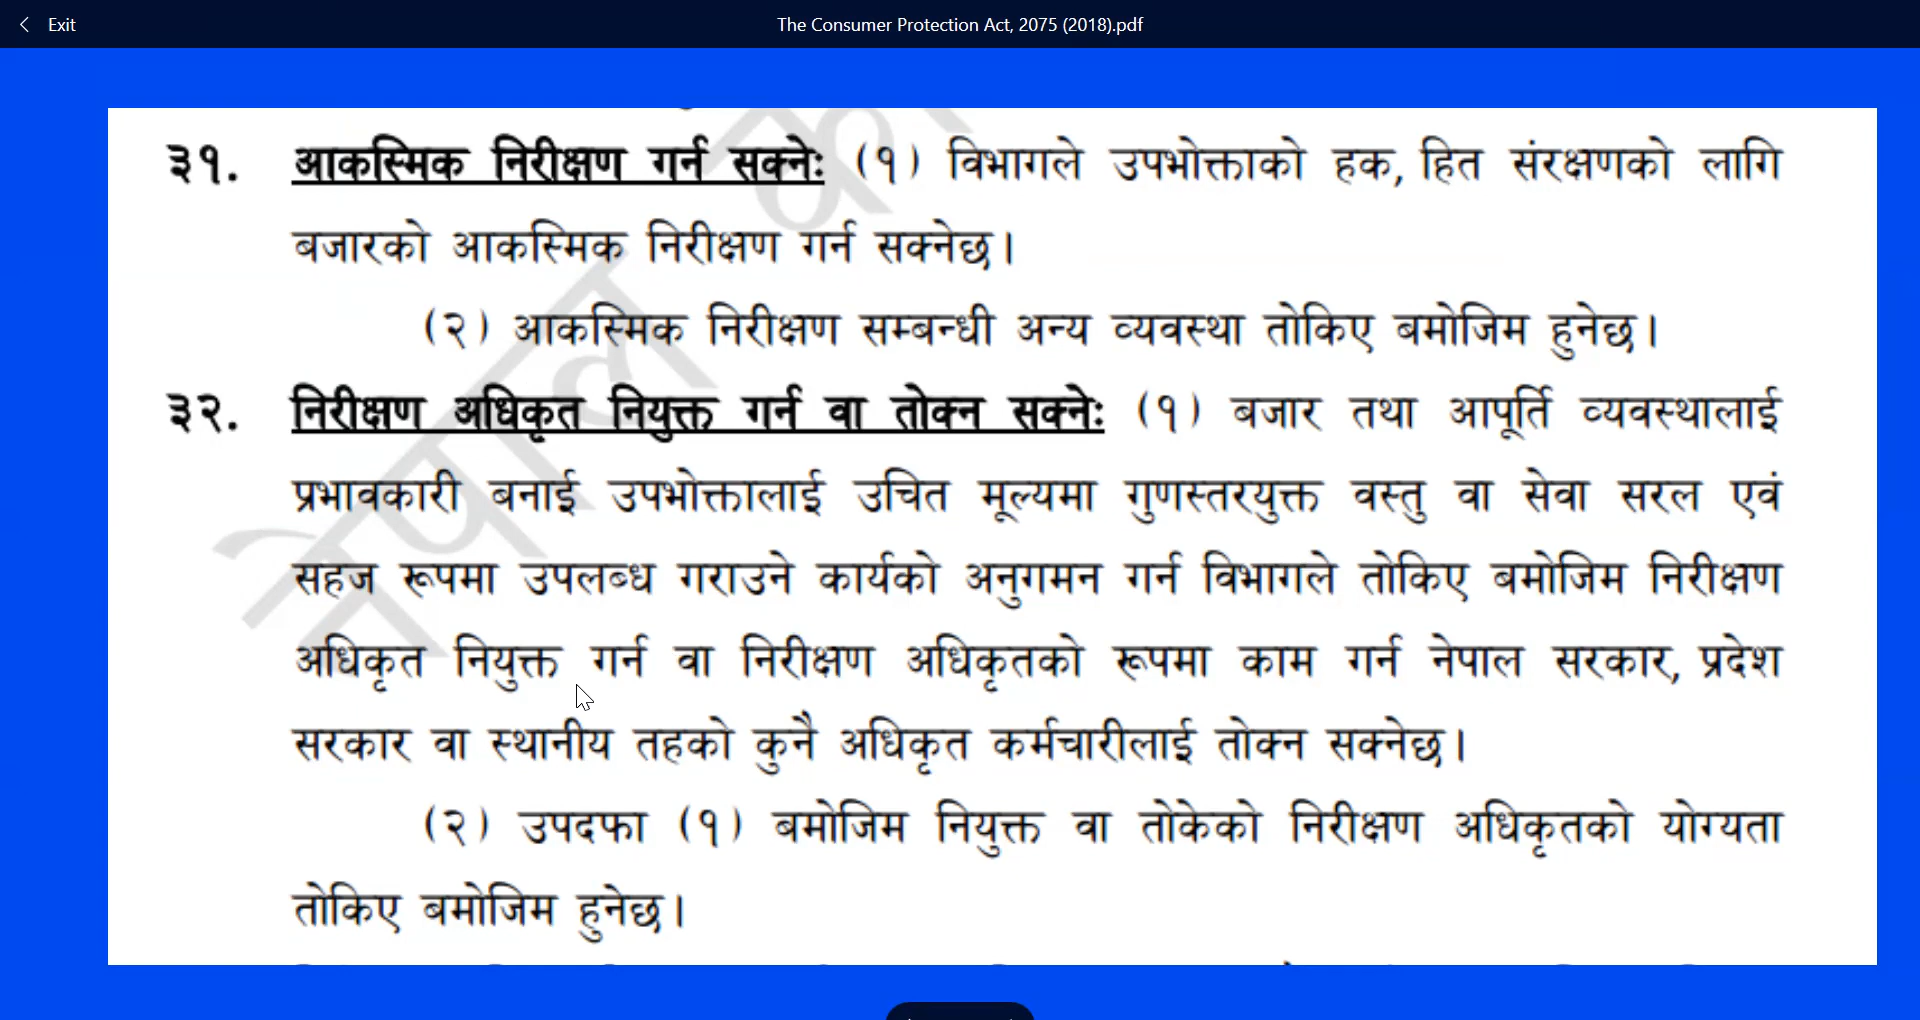 Exit
The Consumer Protection Act, 2075 (2018).pdf
३१. आकस्मिक निरीक्षण गर्न सक्नेः (१) विभागले उपभोक्ताको हक, हित संरक्षणको लागि
बजारको आकस्मिक निरीक्षण गर्न सक्नेछ।
(२) आकस्मिक निरीक्षण सम्बन्धी अन्य व्यवस्था तोकिए बमोजिम हुनेछ।
३२. निरीक्षण अधिकृत नियुक्त गर्न वा तोक्न सक्नेः (१) बजार तथा आपूर्ति व्यवस्थालाई
प्रभावकारी बनाई उपभोक्तालाई उचित मूल्यमा गुणस्तरयुक्त वस्तु वा सेवा सरल एवं
सहज रूपमा उपलब्ध गराउने कार्यको अनुगमन गर्न विभागले तोकिए बमोजिम निरीक्षण
अधिकृत नियुक्त गर्न वा निरीक्षण अधिकृतको रूपमा काम गर्न नेपाल सरकार, प्रदेश
सरकार वा स्थानीय तहको कुनै अधिकृत कर्मचारीलाई तोक्न सक्नेछ।
(२) उपदफा (१) बमोजिम नियुक्त वा तोकेको निरीक्षण अधिकृतको योग्यता
तोकिए बमोजिम हुनेछ।
नेपाल